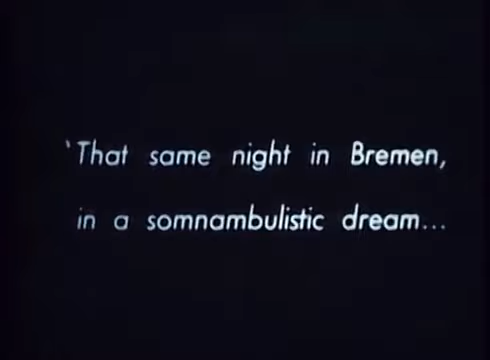 'That same night in Bremen,
in a somnambulistic dream...